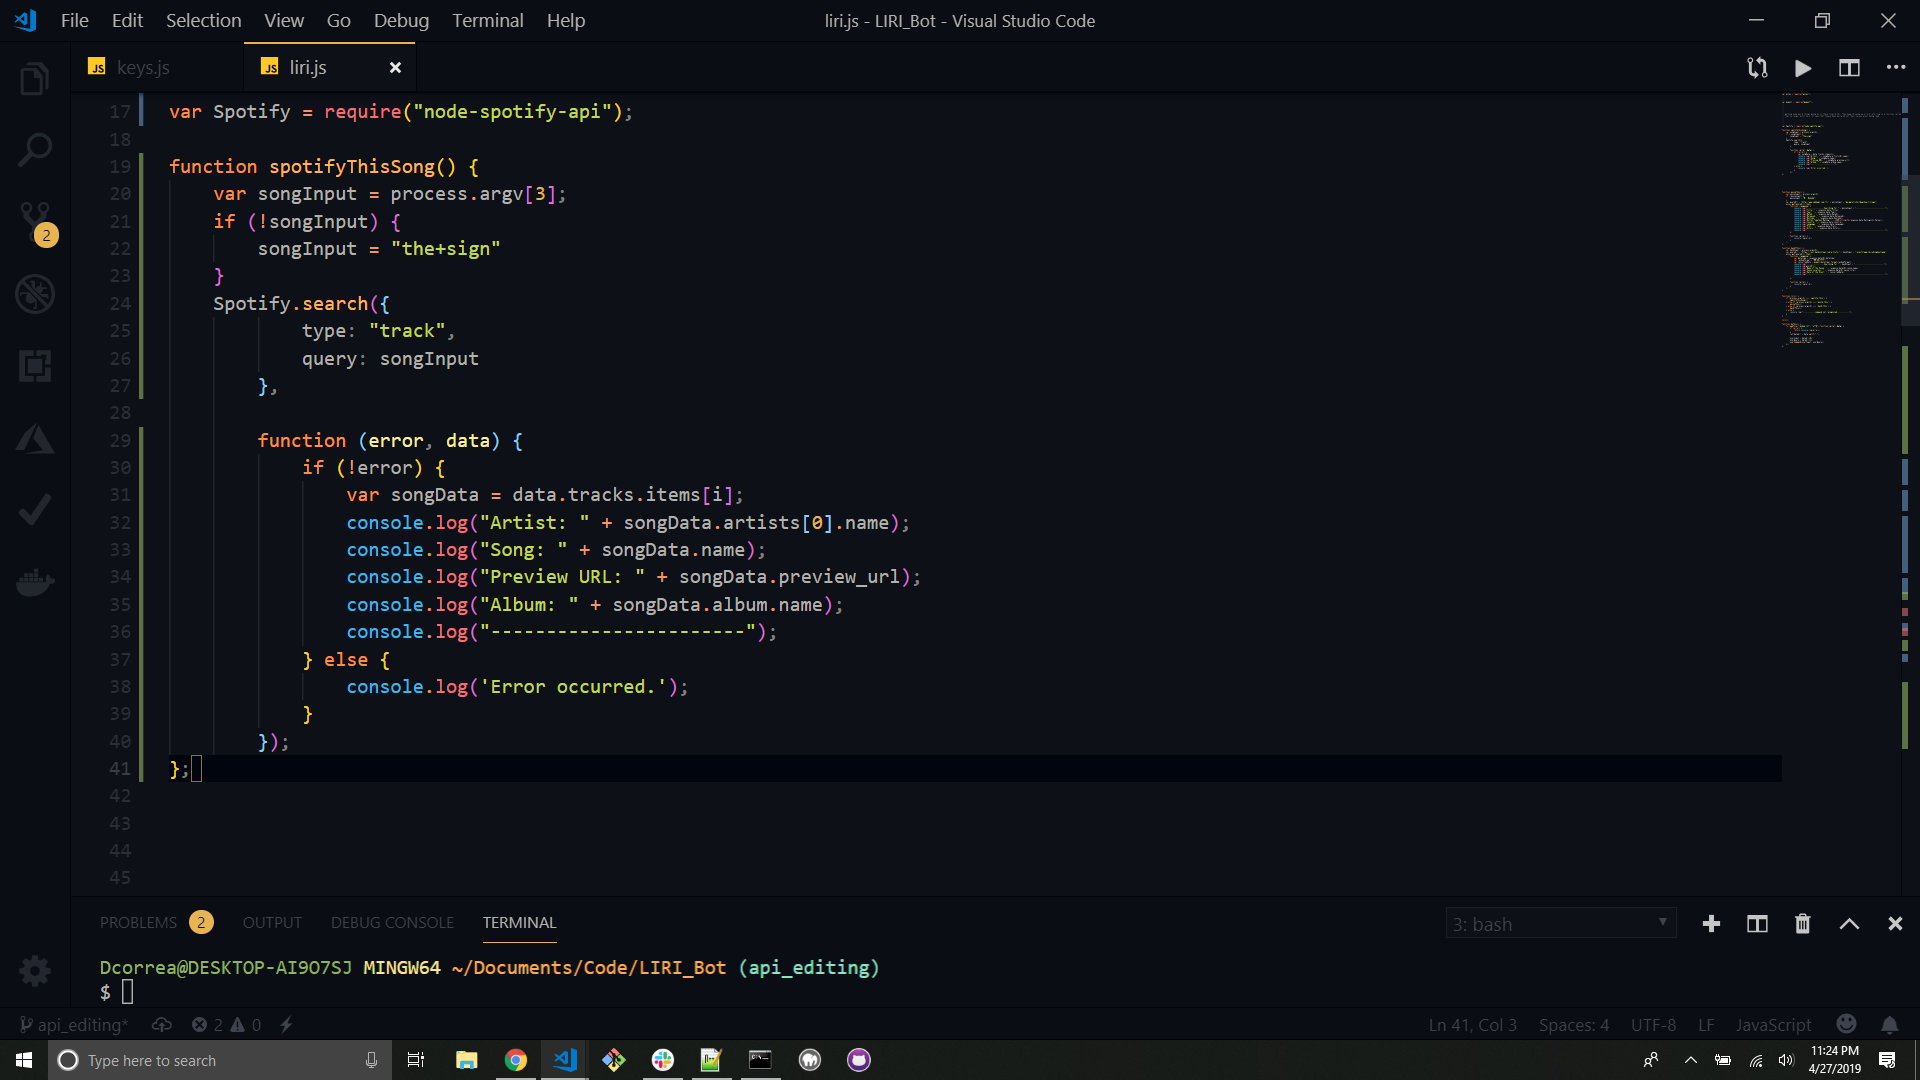 File Edit Selection View Go Debug Terminal Help
liri.js - LIRI_Bot - Visual Studio Code
JS keys.js
JS liri.js
17 var Spotify = require("node-spotify-api");
18
19 function spotifyThisSong() {
20 var songInput = process.argv[3];
21 if (!songInput) {
22 songInput = "the+sign"
23 }
24 Spotify.search({
25 type: "track",
26 query: songInput
27 },
28
29 function (error, data) {
30 if (!error) {
31 var songData = data.tracks.items[i];
32 console.log("Artist: " + songData.artists[0].name);
33 console.log("Song: " + songData.name);
34 console.log("Preview URL: " + songData.preview_url);
35 console.log("Album: " + songData.album.name);
36 console.log("-----------------------");
37 } else {
38 console.log('Error occurred.');
39 }
40 });
41 };
42
43
44
45
2
PROBLEMS 2 OUTPUT DEBUG CONSOLE TERMINAL
3: bash
Dcorrea@DESKTOP-AI9O7SJ MINGW64 ~/Documents/Code/LIRI_Bot (api_editing)
$
api_editing* 2 0
Ln 41, Col 3 Spaces: 4 UTF-8 LF JavaScript
Type here to search
11:24 PM
4/27/2019